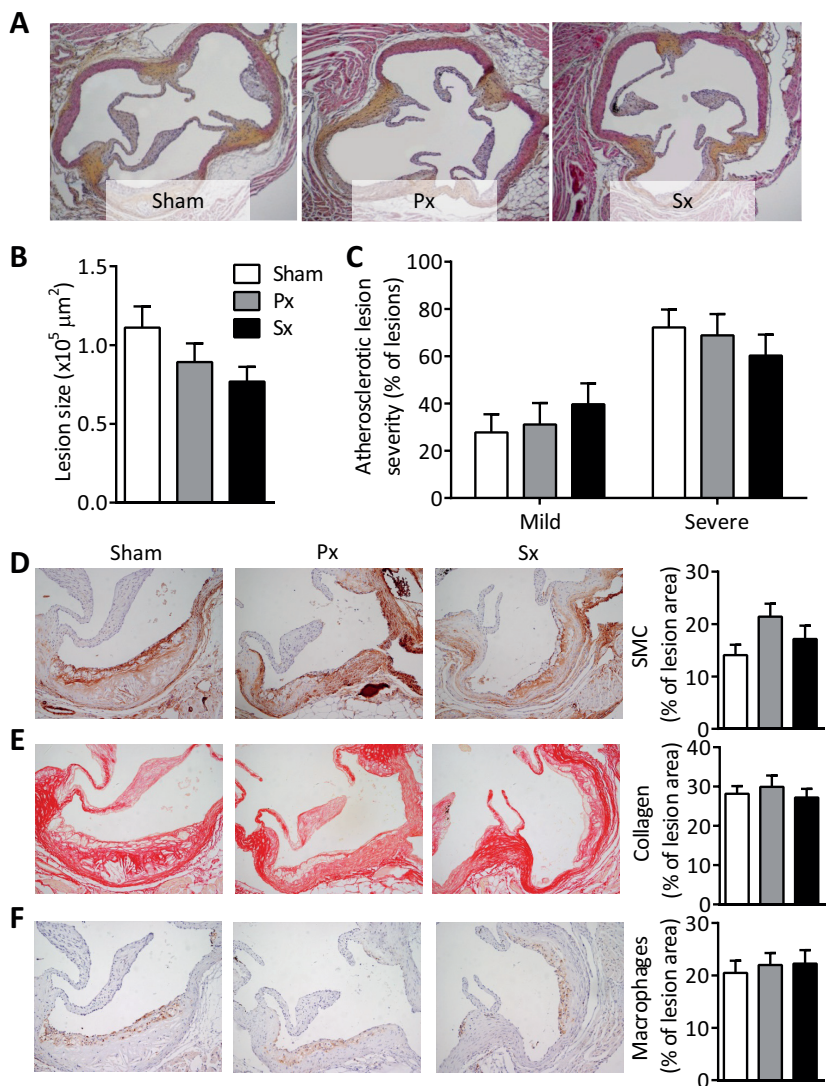 A
Sham
Px
Sx
B
Lesion size (x10⁵ μm²)
1.5
1.0
0.5
0.0
Sham
Px
Sx
C
Atherosclerotic lesion
severity (% of lesions)
100
80
60
40
20
0
Mild
Severe
Sham
Px
Sx
D
SMC
(% of lesion area)
30
20
10
0
E
Collagen
(% of lesion area)
40
30
20
10
0
F
Macrophages
(% of lesion area)
30
20
10
0